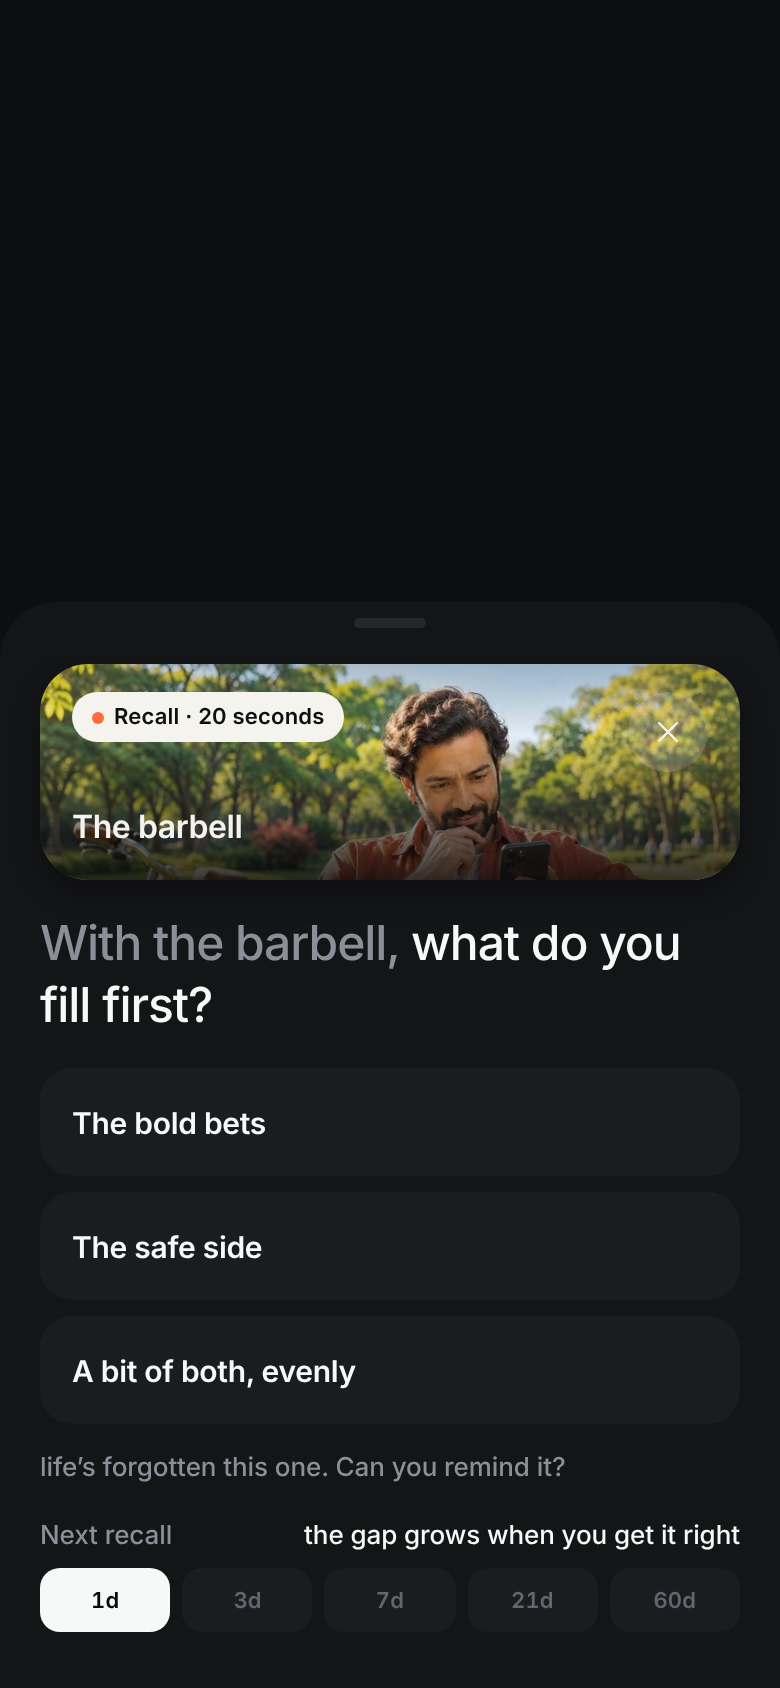 Recall · 20 seconds
The barbell
With the barbell, what do you
fill first?
The bold bets
The safe side
A bit of both, evenly
life’s forgotten this one. Can you remind it?
Next recall
the gap grows when you get it right
1d
3d
7d
21d
60d